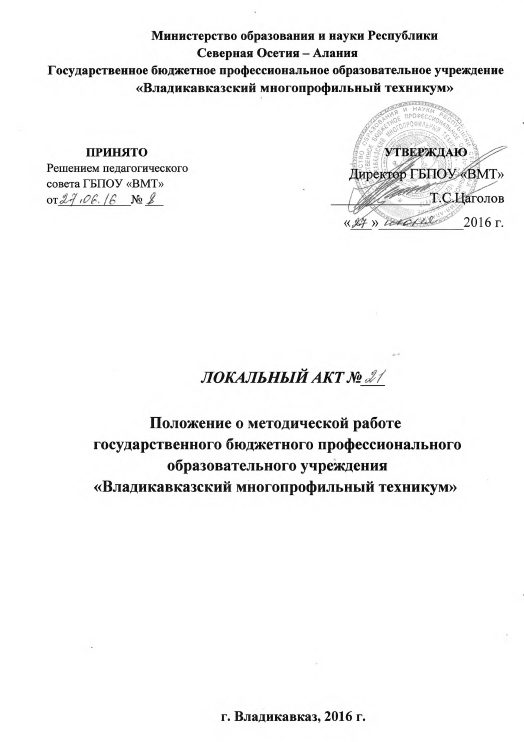 Министерство образования и науки Республики
Северная Осетия – Алания
Государственное бюджетное профессиональное образовательное учреждение
«Владикавказский многопрофильный техникум»
ПРИНЯТО
Решением педагогического
совета ГБПОУ «ВМТ»
от 27.06.16 № 8
УТВЕРЖДАЮ
Директор ГБПОУ «ВМТ»
Т.С.Цаголов
«27» июня 2016 г.
ЛОКАЛЬНЫЙ АКТ № 21
Положение о методической работе
государственного бюджетного профессионального
образовательного учреждения
«Владикавказский многопрофильный техникум»
г. Владикавказ, 2016 г.